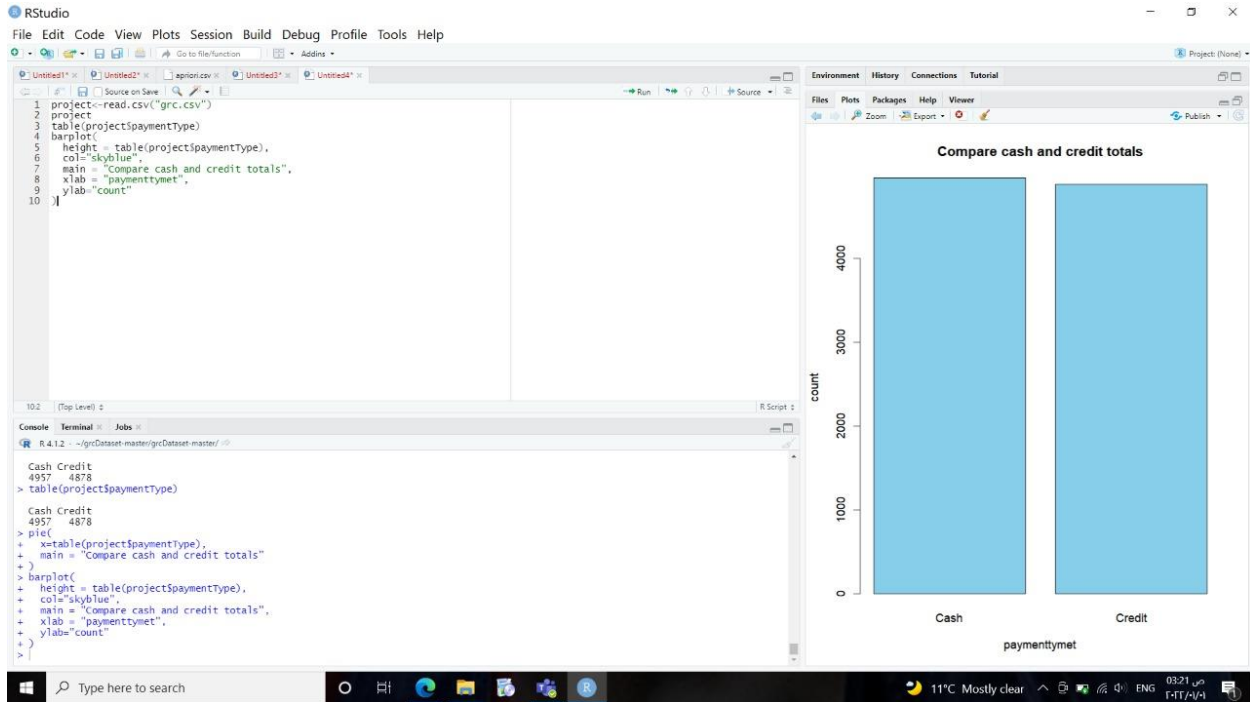 RStudio
File Edit Code View Plots Session Build Debug Profile Tools Help
Go to file/function Addins
Project: (None)
Untitled1* Untitled2* apriori.csv Untitled3* Untitled4*
Source on Save Run Source
1 project<-read.csv("grc.csv")
2 project
3 table(project$paymentType)
4 barplot(
5 height = table(project$paymentType),
6 col="skyblue",
7 main = "Compare cash and credit totals",
8 xlab = "paymenttymet",
9 ylab="count"
10 )
10:2 (Top Level) R Script
Console Terminal Jobs
R 4.1.2 · ~/grcDataset-master/grcDataset-master/
Cash Credit
4957 4878
> table(project$paymentType)
Cash Credit
4957 4878
> pie(
+ x=table(project$paymentType),
+ main = "Compare cash and credit totals"
+ )
> barplot(
+ height = table(project$paymentType),
+ col="skyblue",
+ main = "Compare cash and credit totals",
+ xlab = "paymenttymet",
+ ylab="count"
+ )
>
Environment History Connections Tutorial
Files Plots Packages Help Viewer
Zoom Export Publish
Compare cash and credit totals
count
4000
3000
2000
1000
0
Cash Credit
paymenttymet
Type here to search
11°C Mostly clear ENG
03:21 ص